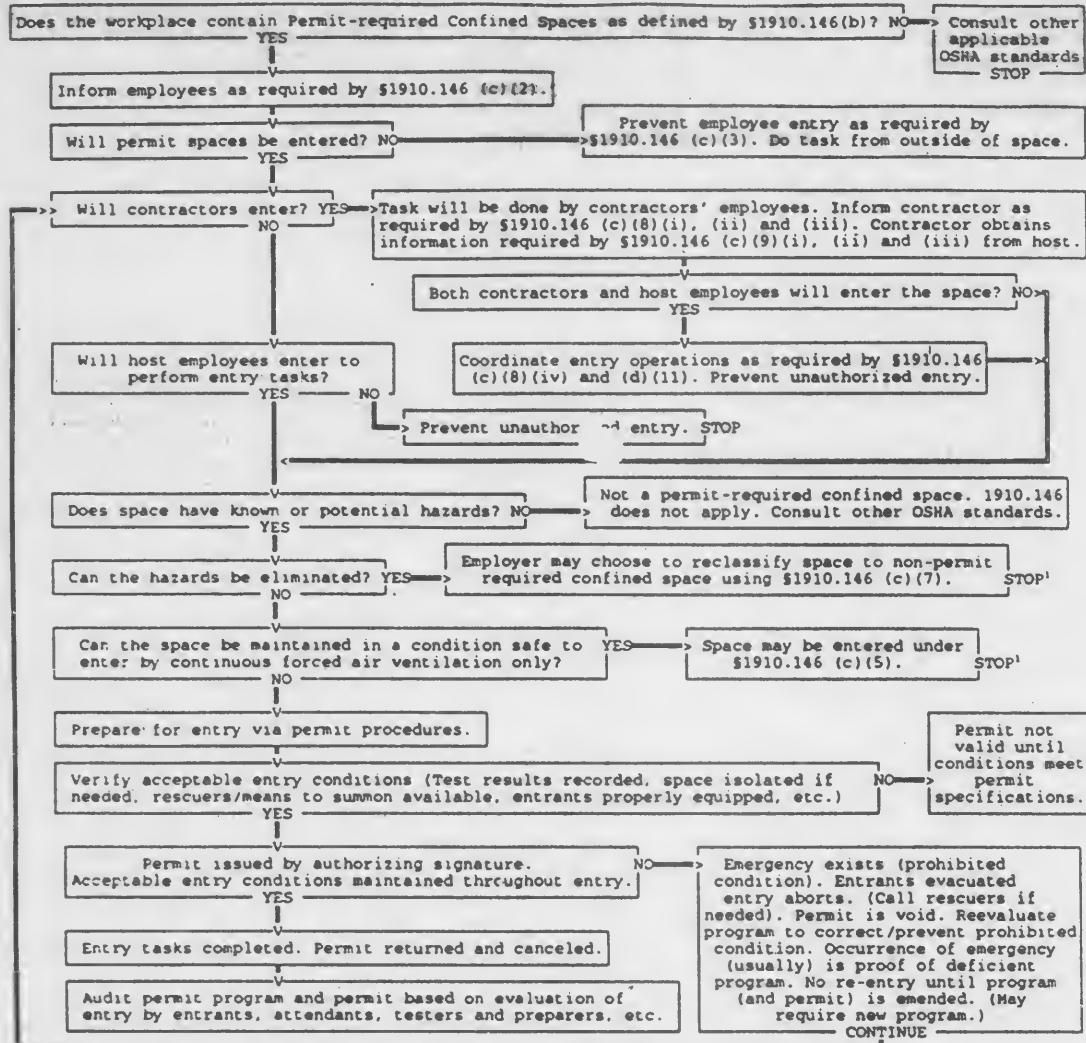 Does the workplace contain Permit-required Confined Spaces as defined by §1910.146(b)? NO
YES
Consult other
applicable
OSHA standards
STOP
Inform employees as required by §1910.146 (c)(2).
Will permit spaces be entered? NO
YES
Prevent employee entry as required by
§1910.146 (c)(3). Do task from outside of space.
Will contractors enter? YES
NO
Task will be done by contractors' employees. Inform contractor as
required by §1910.146 (c)(8)(i), (ii) and (iii). Contractor obtains
information required by §1910.146 (c)(9)(i), (ii) and (iii) from host.
Both contractors and host employees will enter the space? NO
YES
Will host employees enter to
perform entry tasks?
YES NO
Coordinate entry operations as required by §1910.146
(c)(8)(iv) and (d)(11). Prevent unauthorized entry.
Prevent entry. STOP
Does space have known or potential hazards? NO
YES
Not a permit-required confined space. 1910.146
does not apply. Consult other OSHA standards.
Can the hazards be eliminated? YES
NO
Employer may choose to reclassify space to non-permit
required confined space using §1910.146 (c)(7). STOP¹
Can the space be maintained in a condition safe to YES
enter by continuous forced air ventilation only?
NO
Space may be entered under
§1910.146 (c)(5). STOP¹
Prepare for entry via permit procedures.
Verify acceptable entry conditions (Test results recorded, space isolated if NO
needed, rescuers/means to summon available, entrants properly equipped, etc.)
YES
Permit not
valid until
conditions meet
permit
specifications.
Permit issued by authorizing signature. NO
Acceptable entry conditions maintained throughout entry.
YES
Emergency exists (prohibited
condition). Entrants evacuated
entry aborts. (Call rescuers if
needed). Permit is void. Reevaluate
program to correct/prevent prohibited
condition. Occurrence of emergency
(usually) is proof of deficient
program. No re-entry until program
(and permit) is emended. (May
require new program.)
CONTINUE
Entry tasks completed. Permit returned and canceled.
Audit permit program and permit based on evaluation of
entry by entrants, attendants, testers and preparers, etc.